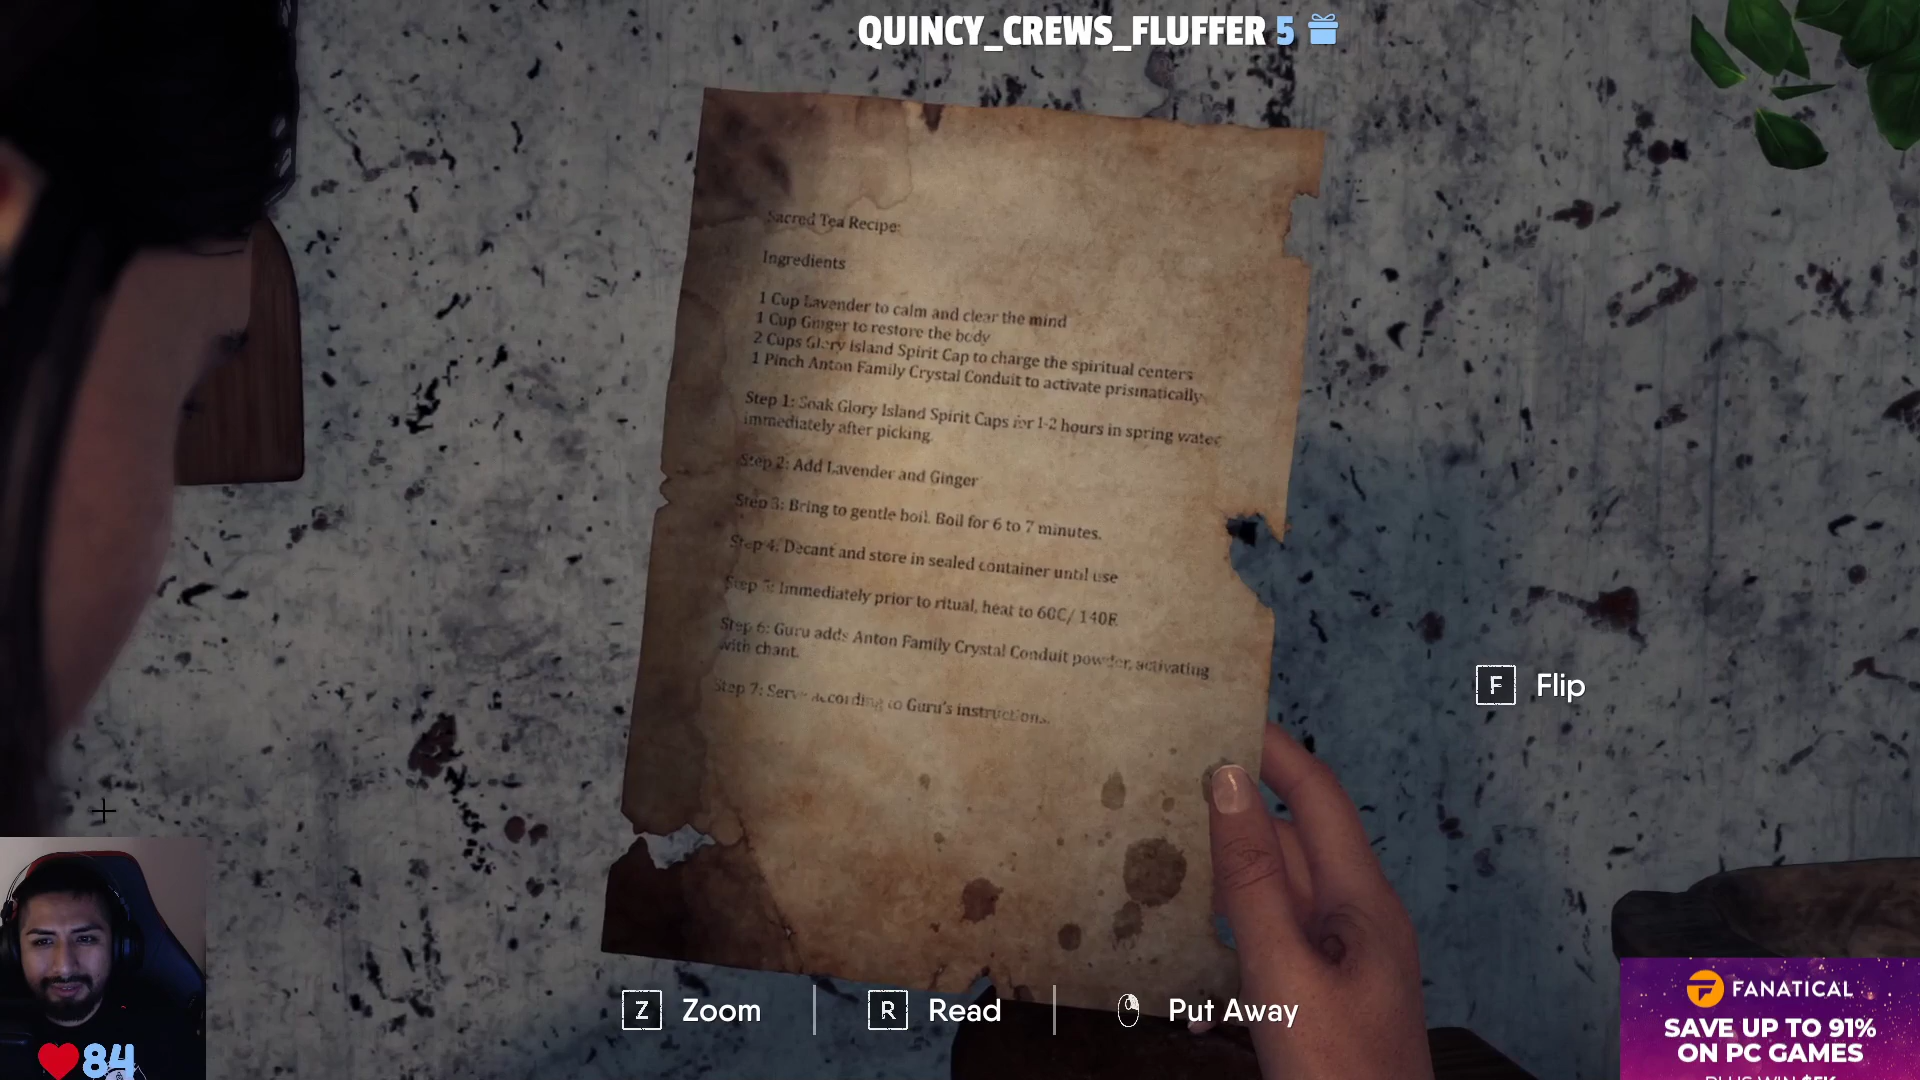 QUINCY_CREWS_FLUFFER 5
Sacred Tea Recipe:
Ingredients
1 Cup Lavender to calm and clear the mind
1 Cup Ginger to restore the body
2 Cups Glory Island Spirit Cap to charge the spiritual centers
1 Pinch Anton Family Crystal Conduit to activate prismatically
Step 1: Soak Glory Island Spirit Caps for 1-2 hours in spring water
immediately after picking.
Step 2: Add Lavender and Ginger
Step 3: Bring to gentle boil. Boil for 6 to 7 minutes.
Step 4: Decant and store in sealed container until use
Step 5: Immediately prior to ritual, heat to 60C/ 140F.
Step 6: Guru adds Anton Family Crystal Conduit powder, activating
with chant.
Step 7: Serve according to Guru's instructions.
F Flip
Z Zoom
R Read
Put Away
84
FANATICAL
SAVE UP TO 91%
ON PC GAMES
PLUS WIN $5K